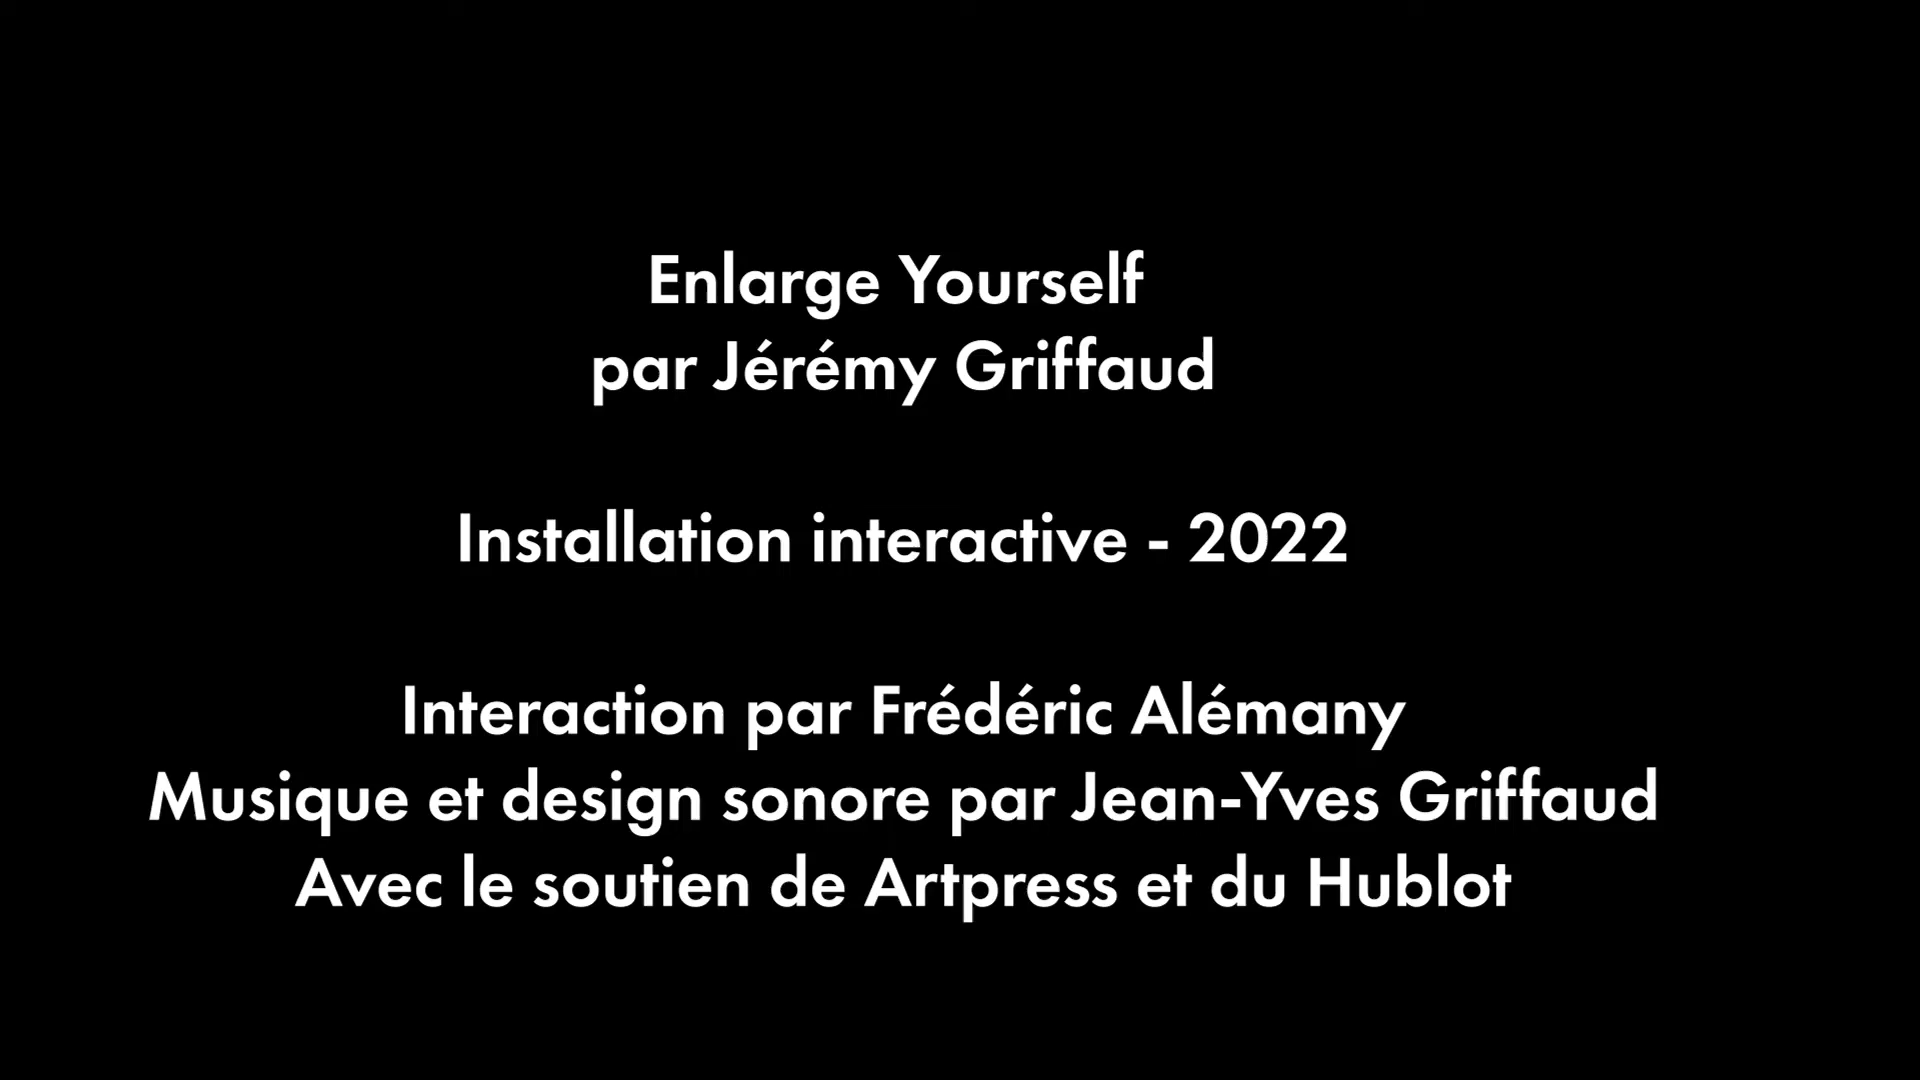 Enlarge Yourself
par Jérémy Griffaud
Installation interactive - 2022
Interaction par Frédéric Alémany
Musique et design sonore par Jean-Yves Griffaud
Avec le soutien de Artpress et du Hublot